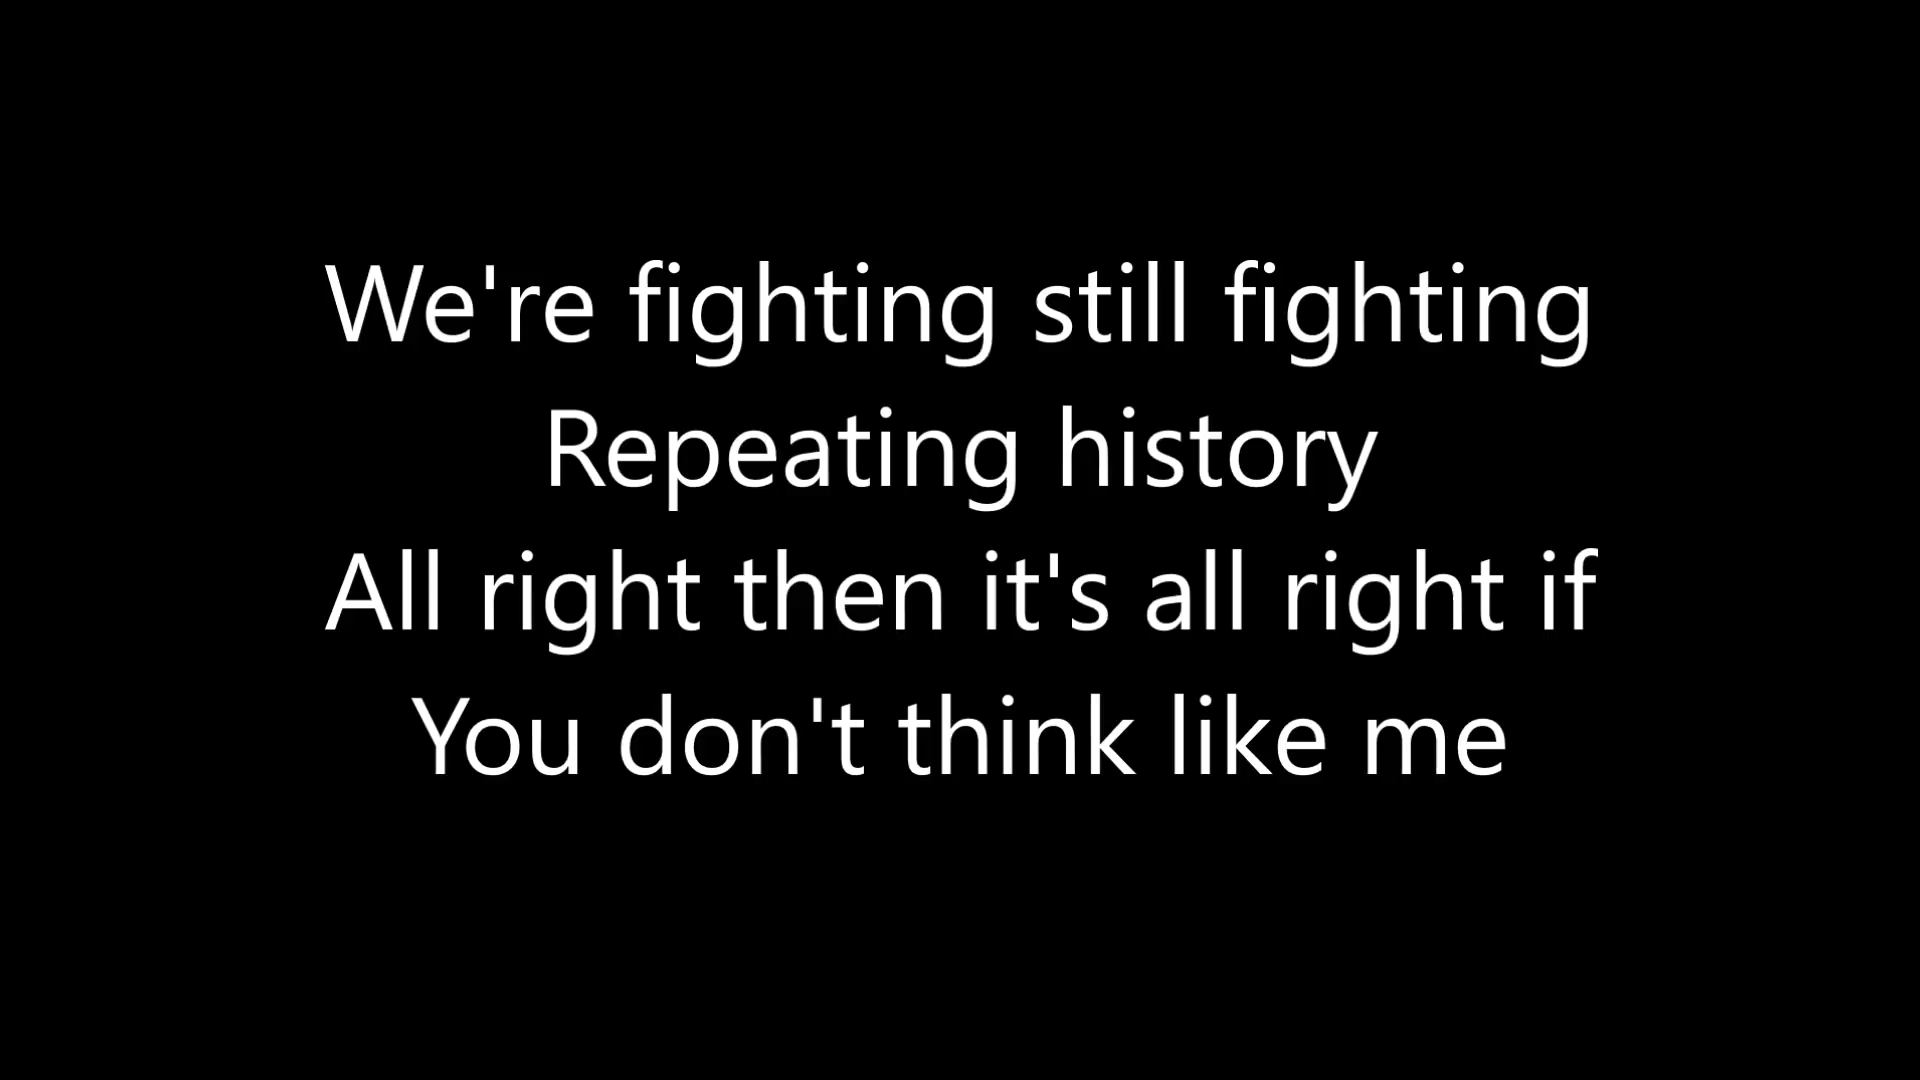 We're fighting still fighting
Repeating history
All right then it's all right if
You don't think like me